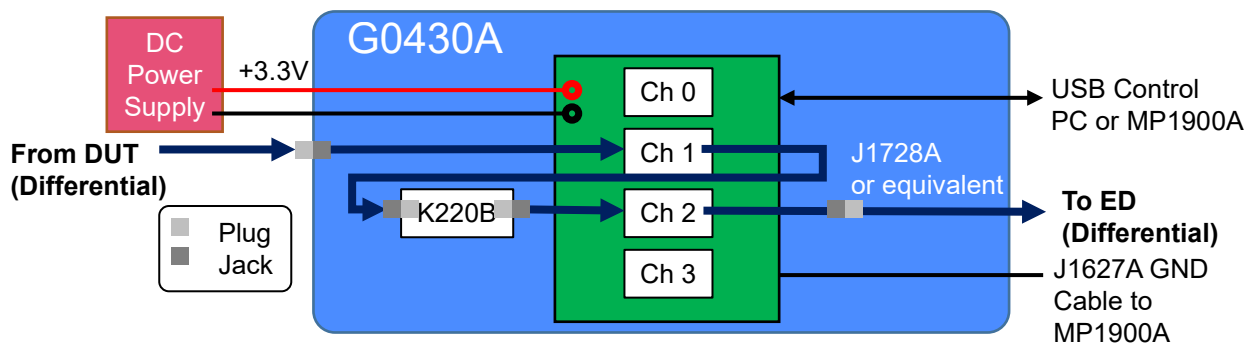 G0430A
DC
Power
Supply
+3.3V
Ch 0
USB Control
PC or MP1900A
From DUT
(Differential)
Ch 1
J1728A
or equivalent
K220B
Ch 2
To ED
(Differential)
Plug
Jack
Ch 3
J1627A GND
Cable to
MP1900A